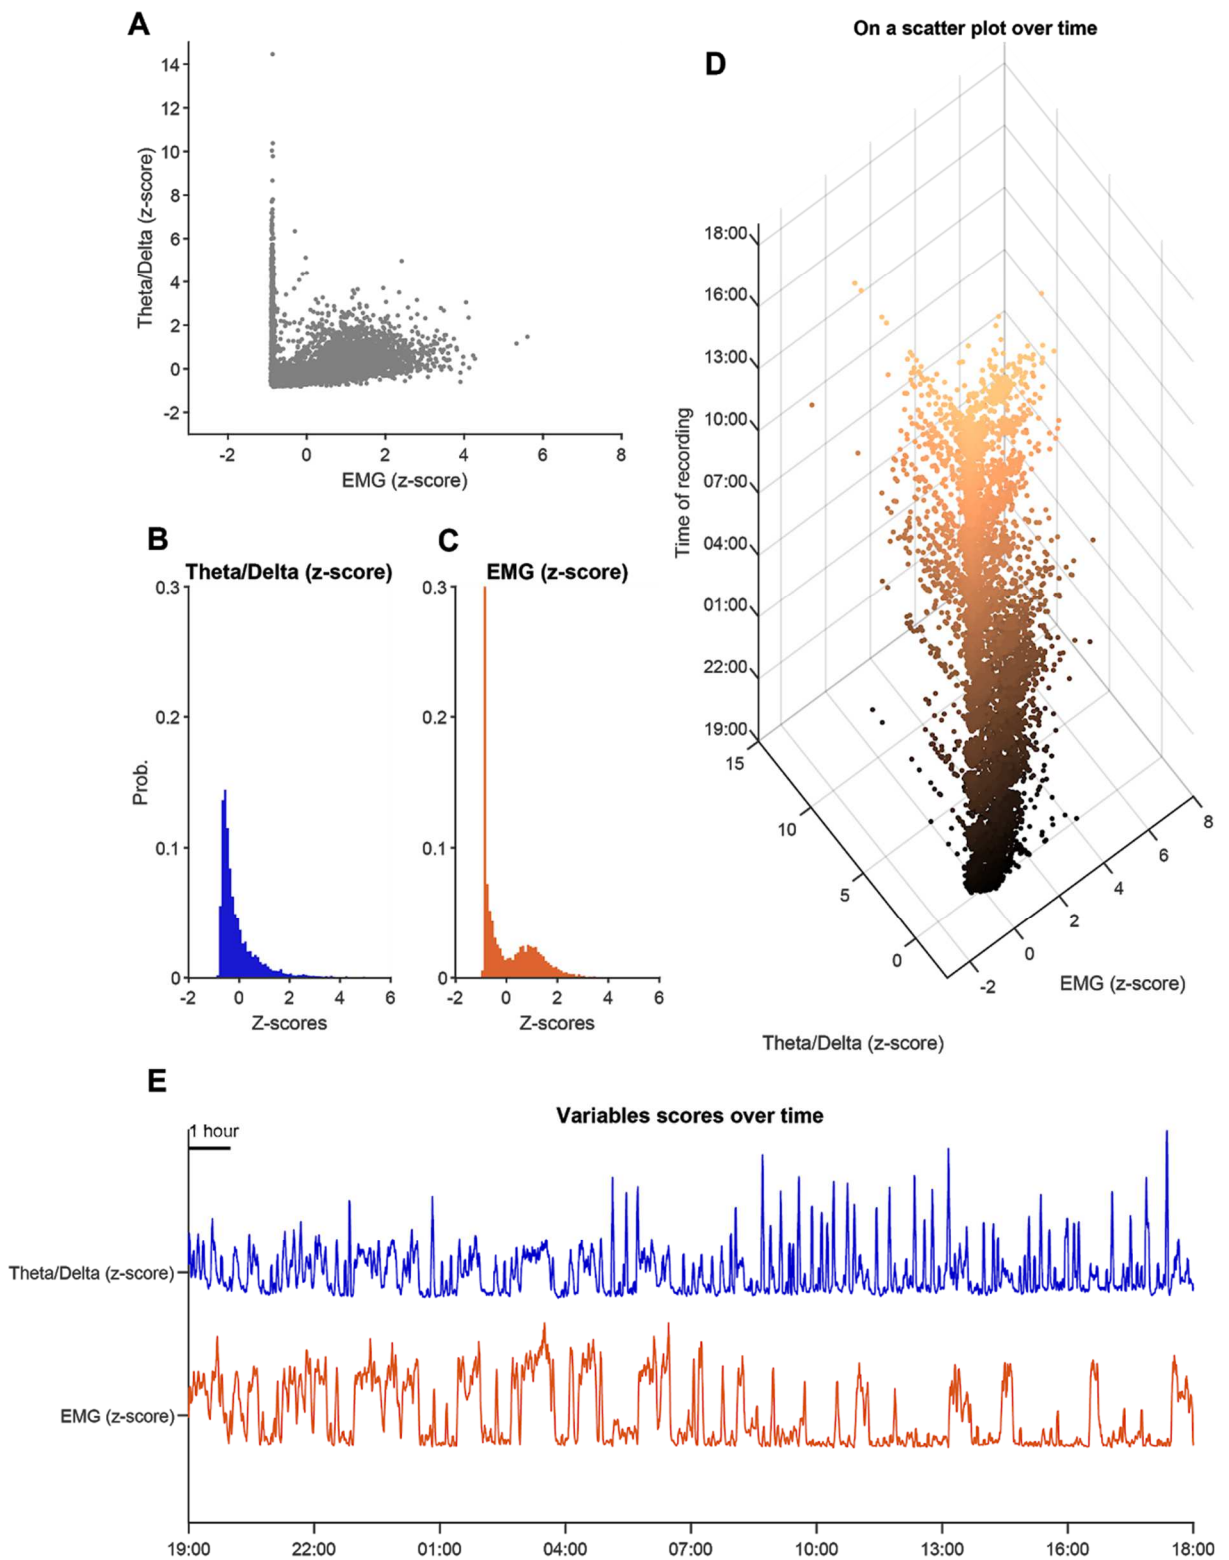 A
14
12
10
8
6
4
2
0
-2
Theta/Delta (z-score)
-2 0 2 4 6 8
EMG (z-score)
On a scatter plot over time
D
18:00
16:00
13:00
10:00
07:00
04:00
01:00
22:00
19:00
Time of recording
15
10
5
0
Theta/Delta (z-score)
-2
0
2
4
6
8
EMG (z-score)
B
Theta/Delta (z-score)
0.3
0.2
0.1
0
Prob.
-2 0 2 4 6
Z-scores
C
EMG (z-score)
0.3
0.2
0.1
0
-2 0 2 4 6
Z-scores
E
Variables scores over time
1 hour
Theta/Delta (z-score)
EMG (z-score)
19:00 22:00 01:00 04:00 07:00 10:00 13:00 16:00 18:00